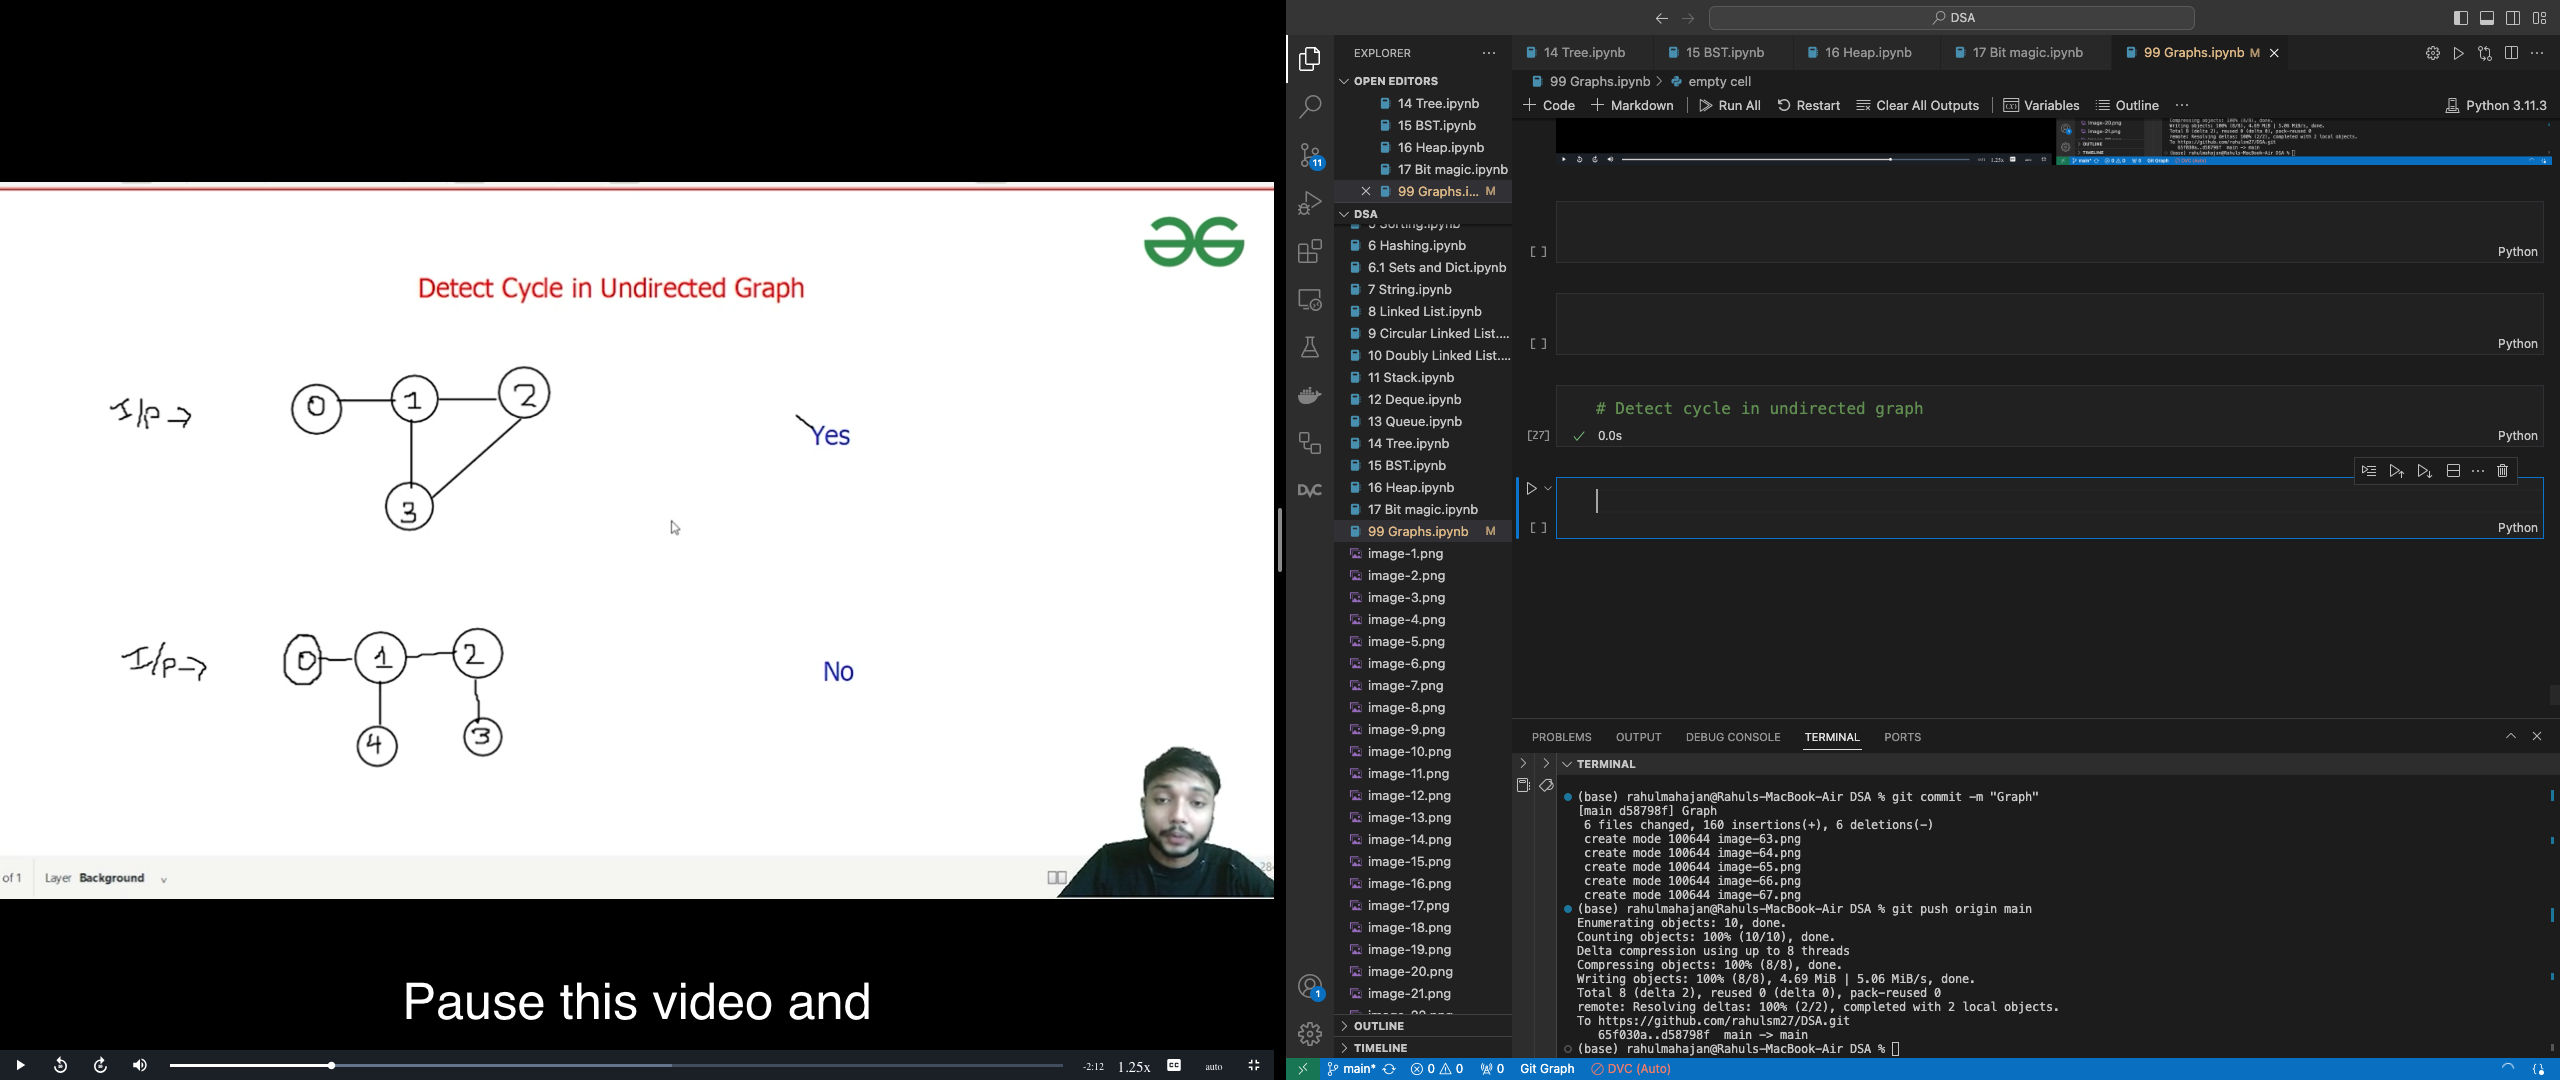 Detect Cycle in Undirected Graph
I/P →
0
1
2
3
Yes
I/P →
0
1
2
4
3
No
of 1
Layer Background
Pause this video and
-2:12
1.25x
CC
auto
DSA
EXPLORER
OPEN EDITORS
14 Tree.ipynb
15 BST.ipynb
16 Heap.ipynb
17 Bit magic.ipynb
99 Graphs.i... M
DSA
5 Sorting.ipynb
6 Hashing.ipynb
6.1 Sets and Dict.ipynb
7 String.ipynb
8 Linked List.ipynb
9 Circular Linked List....
10 Doubly Linked List....
11 Stack.ipynb
12 Deque.ipynb
13 Queue.ipynb
14 Tree.ipynb
15 BST.ipynb
16 Heap.ipynb
17 Bit magic.ipynb
99 Graphs.ipynb M
image-1.png
image-2.png
image-3.png
image-4.png
image-5.png
image-6.png
image-7.png
image-8.png
image-9.png
image-10.png
image-11.png
image-12.png
image-13.png
image-14.png
image-15.png
image-16.png
image-17.png
image-18.png
image-19.png
image-20.png
image-21.png
OUTLINE
TIMELINE
11
DVC
1
14 Tree.ipynb 15 BST.ipynb 16 Heap.ipynb 17 Bit magic.ipynb 99 Graphs.ipynb M
99 Graphs.ipynb > empty cell
+ Code + Markdown Run All Restart Clear All Outputs Variables Outline ... Python 3.11.3
[ ] Python
[ ] Python
# Detect cycle in undirected graph
[27] ✓ 0.0s Python
[ ] Python
PROBLEMS OUTPUT DEBUG CONSOLE TERMINAL PORTS
TERMINAL
(base) rahulmahajan@Rahuls-MacBook-Air DSA % git commit -m "Graph"
[main d58798f] Graph
6 files changed, 160 insertions(+), 6 deletions(-)
create mode 100644 image-63.png
create mode 100644 image-64.png
create mode 100644 image-65.png
create mode 100644 image-66.png
create mode 100644 image-67.png
(base) rahulmahajan@Rahuls-MacBook-Air DSA % git push origin main
Enumerating objects: 10, done.
Counting objects: 100% (10/10), done.
Delta compression using up to 8 threads
Compressing objects: 100% (8/8), done.
Writing objects: 100% (8/8), 4.69 MiB | 5.06 MiB/s, done.
Total 8 (delta 2), reused 0 (delta 0), pack-reused 0
remote: Resolving deltas: 100% (2/2), completed with 2 local objects.
To https://github.com/rahulsm27/DSA.git
65f030a..d58798f main -> main
(base) rahulmahajan@Rahuls-MacBook-Air DSA %
main* 0 0 0 Git Graph DVC (Auto)